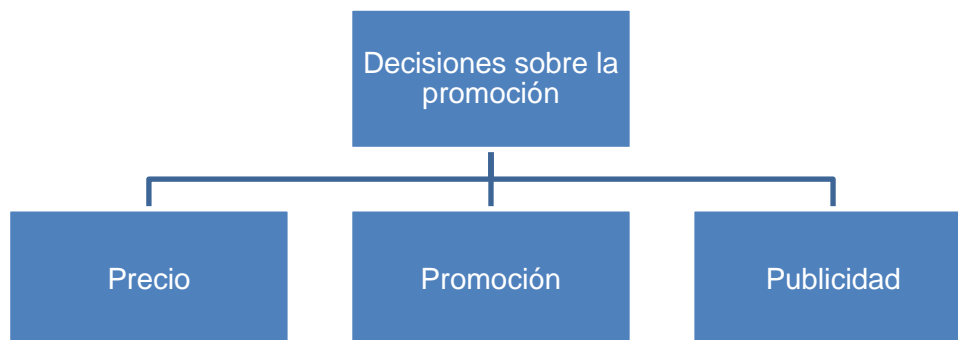 Decisiones sobre la
promoción
Precio
Promoción
Publicidad